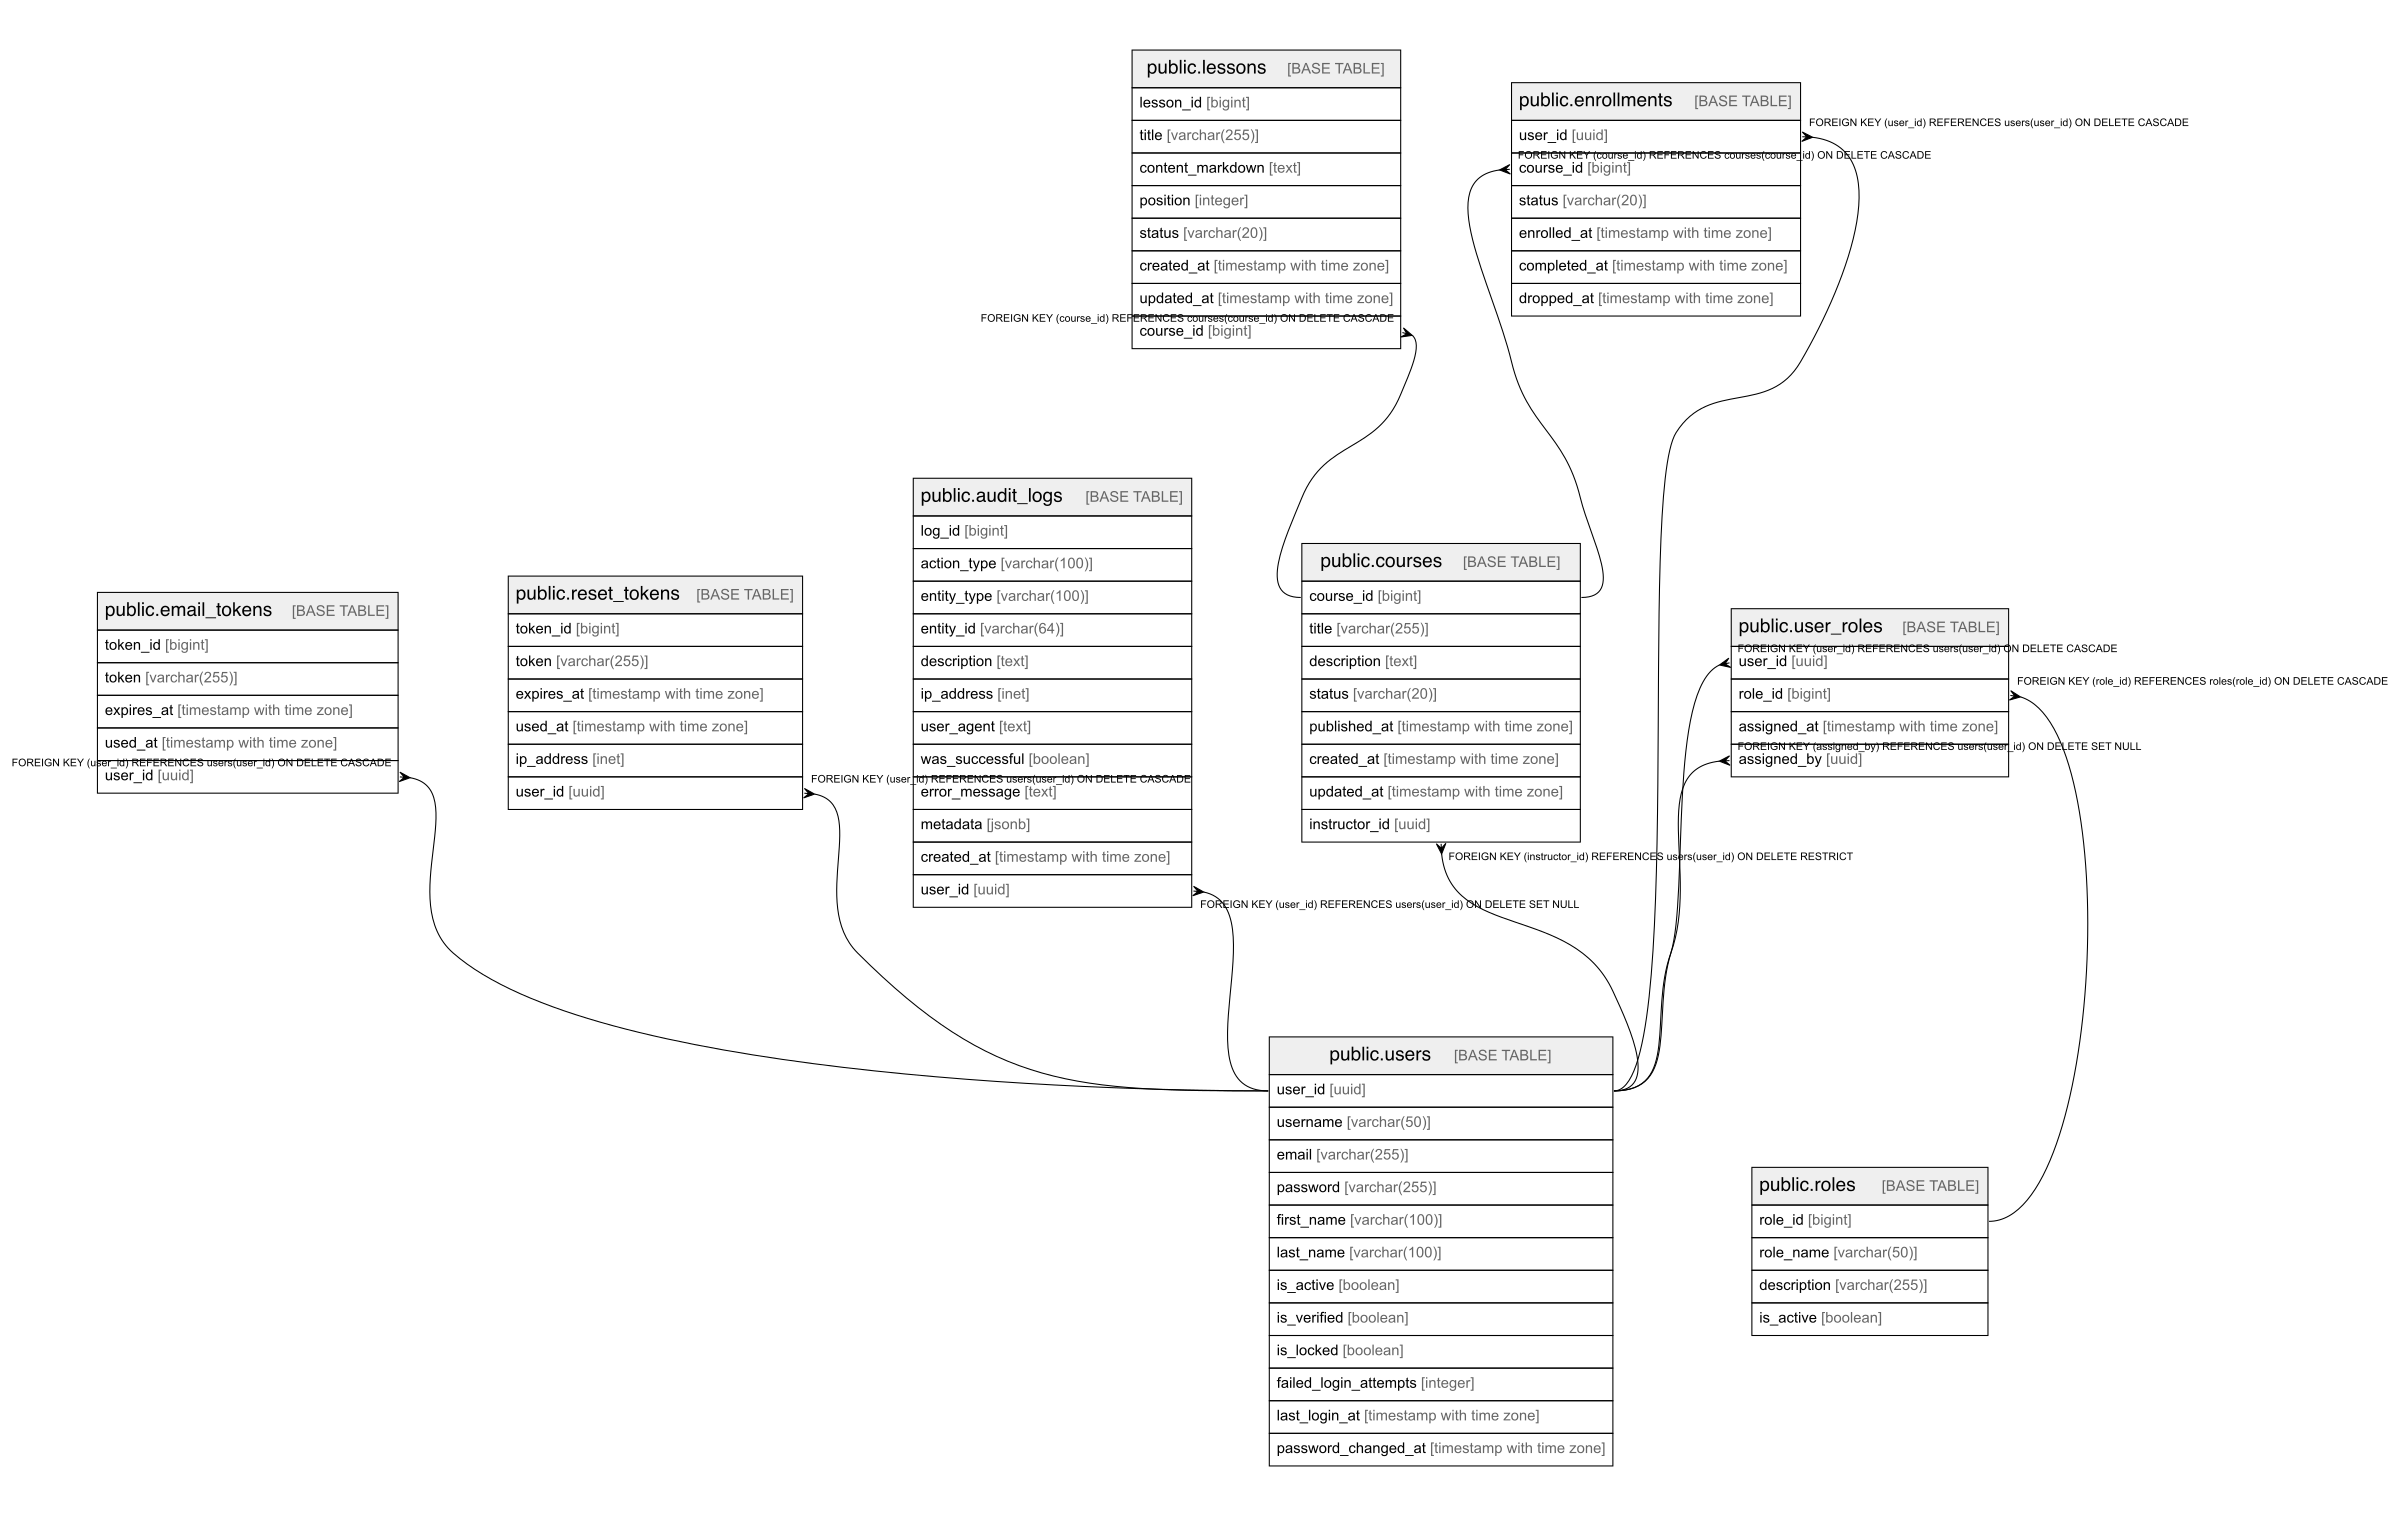 public.lessons [BASE TABLE]
lesson_id [bigint]
title [varchar(255)]
content_markdown [text]
position [integer]
status [varchar(20)]
created_at [timestamp with time zone]
updated_at [timestamp with time zone]
FOREIGN KEY (course_id) REFERENCES courses(course_id) ON DELETE CASCADE
course_id [bigint]
public.enrollments [BASE TABLE]
FOREIGN KEY (user_id) REFERENCES users(user_id) ON DELETE CASCADE
user_id [uuid]
FOREIGN KEY (course_id) REFERENCES courses(course_id) ON DELETE CASCADE
course_id [bigint]
status [varchar(20)]
enrolled_at [timestamp with time zone]
completed_at [timestamp with time zone]
dropped_at [timestamp with time zone]
public.email_tokens [BASE TABLE]
token_id [bigint]
token [varchar(255)]
expires_at [timestamp with time zone]
used_at [timestamp with time zone]
FOREIGN KEY (user_id) REFERENCES users(user_id) ON DELETE CASCADE
user_id [uuid]
public.reset_tokens [BASE TABLE]
token_id [bigint]
token [varchar(255)]
expires_at [timestamp with time zone]
used_at [timestamp with time zone]
ip_address [inet]
user_id [uuid]
FOREIGN KEY (user_id) REFERENCES users(user_id) ON DELETE CASCADE
public.audit_logs [BASE TABLE]
log_id [bigint]
action_type [varchar(100)]
entity_type [varchar(100)]
entity_id [varchar(64)]
description [text]
ip_address [inet]
user_agent [text]
was_successful [boolean]
error_message [text]
metadata [jsonb]
created_at [timestamp with time zone]
user_id [uuid]
FOREIGN KEY (user_id) REFERENCES users(user_id) ON DELETE SET NULL
public.courses [BASE TABLE]
course_id [bigint]
title [varchar(255)]
description [text]
status [varchar(20)]
published_at [timestamp with time zone]
created_at [timestamp with time zone]
updated_at [timestamp with time zone]
instructor_id [uuid]
FOREIGN KEY (instructor_id) REFERENCES users(user_id) ON DELETE RESTRICT
public.user_roles [BASE TABLE]
FOREIGN KEY (user_id) REFERENCES users(user_id) ON DELETE CASCADE
user_id [uuid]
FOREIGN KEY (role_id) REFERENCES roles(role_id) ON DELETE CASCADE
role_id [bigint]
assigned_at [timestamp with time zone]
FOREIGN KEY (assigned_by) REFERENCES users(user_id) ON DELETE SET NULL
assigned_by [uuid]
public.users [BASE TABLE]
user_id [uuid]
username [varchar(50)]
email [varchar(255)]
password [varchar(255)]
first_name [varchar(100)]
last_name [varchar(100)]
is_active [boolean]
is_verified [boolean]
is_locked [boolean]
failed_login_attempts [integer]
last_login_at [timestamp with time zone]
password_changed_at [timestamp with time zone]
public.roles [BASE TABLE]
role_id [bigint]
role_name [varchar(50)]
description [varchar(255)]
is_active [boolean]